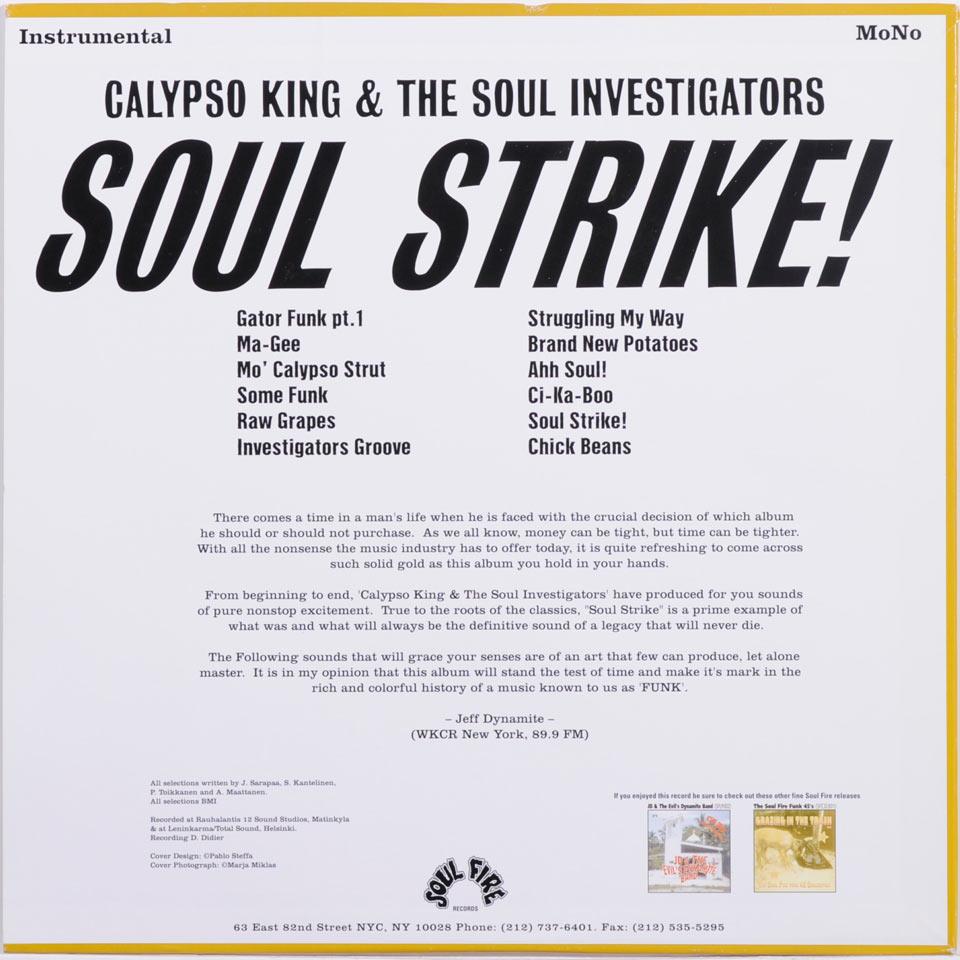 Instrumental
MoNo
CALYPSO KING & THE SOUL INVESTIGATORS
SOUL STRIKE!
Gator Funk pt.1
Ma-Gee
Mo' Calypso Strut
Some Funk
Raw Grapes
Investigators Groove
Struggling My Way
Brand New Potatoes
Ahh Soul!
Ci-Ka-Boo
Soul Strike!
Chick Beans
There comes a time in a man's life when he is faced with the crucial decision of which album
he should or should not purchase. As we all know, money can be tight, but time can be tighter.
With all the nonsense the music industry has to offer today, it is quite refreshing to come across
such solid gold as this album you hold in your hands.
From beginning to end, 'Calypso King & The Soul Investigators' have produced for you sounds
of pure nonstop excitement. True to the roots of the classics, "Soul Strike" is a prime example of
what was and what will always be the definitive sound of a legacy that will never die.
The Following sounds that will grace your senses are of an art that few can produce, let alone
master. It is in my opinion that this album will stand the test of time and make it's mark in the
rich and colorful history of a music known to us as 'FUNK'.
– Jeff Dynamite –
(WKCR New York, 89.9 FM)
All selections written by J. Sarapaa, S. Kantelinen,
P. Toikkanen and A. Maattanen.
All selections BMI
Recorded at Rauhalantis 12 Sound Studios, Matinkyla
& at Leninkarma/Total Sound, Helsinki.
Recording D. Didier
Cover Design: ©Pablo Steffa
Cover Photograph: ©Marja Miklas
If you enjoyed this record be sure to check out these other fine Soul Fire releases
JD & The Evil's Dynamite Band
The Soul Fire Funk 45's
GRAZING IN THE TRASH
SOUL FIRE
RECORDS
63 East 82nd Street NYC, NY 10028 Phone: (212) 737-6401. Fax: (212) 535-5295